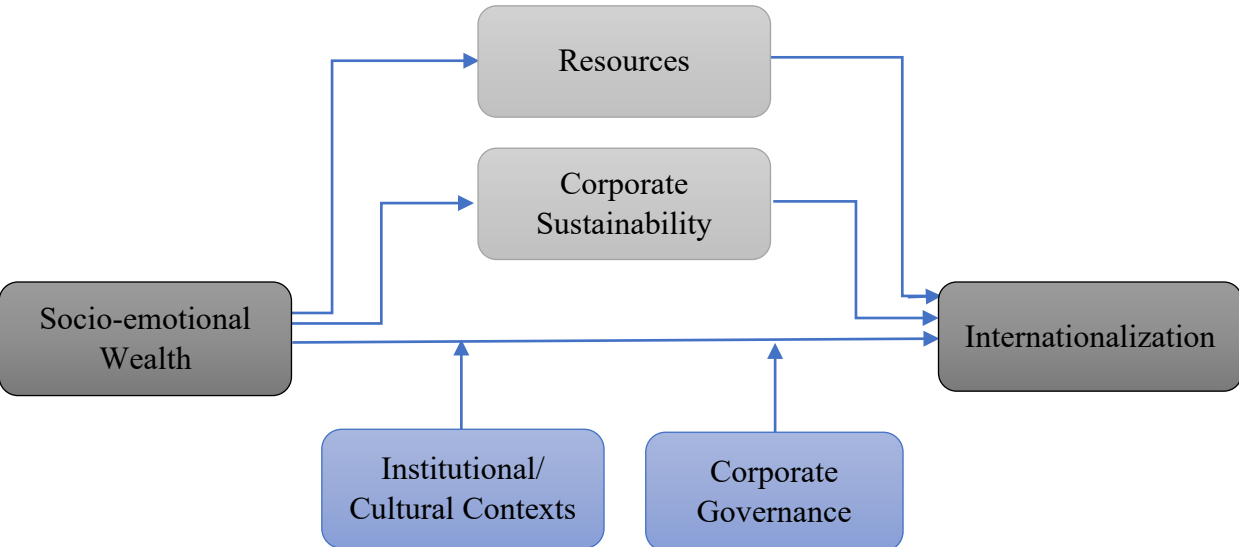 Resources
Corporate
Sustainability
Socio-emotional
Wealth
Internationalization
Institutional/
Cultural Contexts
Corporate
Governance